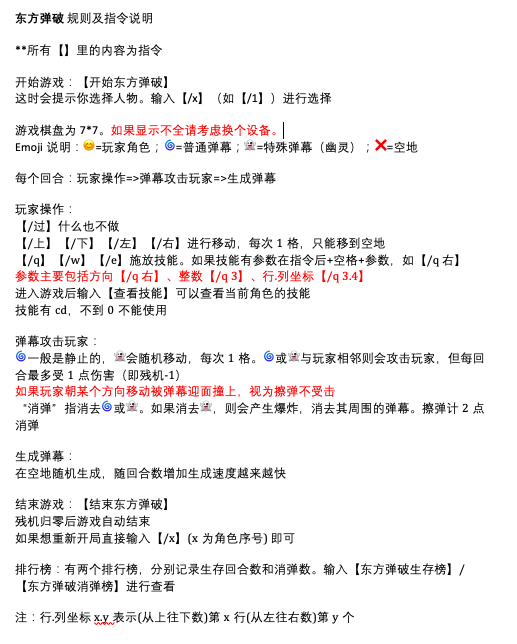 东方弹破 规则及指令说明
**所有【】里的内容为指令
开始游戏：【开始东方弹破】
这时会提示你选择人物。输入【/x】（如【/1】）进行选择
游戏棋盘为 7*7。如果显示不全请考虑换个设备。
Emoji 说明：😊=玩家角色；🌀=普通弹幕；👻=特殊弹幕（幽灵）；❌=空地
每个回合：玩家操作=>弹幕攻击玩家=>生成弹幕
玩家操作：
【/过】什么也不做
【/上】【/下】【/左】【/右】进行移动，每次 1 格，只能移到空地
【/q】【/w】【/e】施放技能。如果技能有参数在指令后+空格+参数，如【/q 右】
参数主要包括方向【/q 右】、整数【/q 3】、行.列坐标【/q 3.4】
进入游戏后输入【查看技能】可以查看当前角色的技能
技能有 cd，不到 0 不能使用
弹幕攻击玩家：
🌀一般是静止的，👻会随机移动，每次 1 格。🌀或👻与玩家相邻则会攻击玩家，但每回
合最多受 1 点伤害（即残机-1）
如果玩家朝某个方向移动被弹幕迎面撞上，视为擦弹不受击
“消弹”指消去🌀或👻。如果消去👻，则会产生爆炸，消去其周围的弹幕。擦弹计 2 点
消弹
生成弹幕：
在空地随机生成，随回合数增加生成速度越来越快
结束游戏：【结束东方弹破】
残机归零后游戏自动结束
如果想重新开局直接输入【/x】(x 为角色序号) 即可
排行榜：有两个排行榜，分别记录生存回合数和消弹数。输入【东方弹破生存榜】/
【东方弹破消弹榜】进行查看
注：行.列坐标 x.y 表示(从上往下数)第 x 行(从左往右数)第 y 个